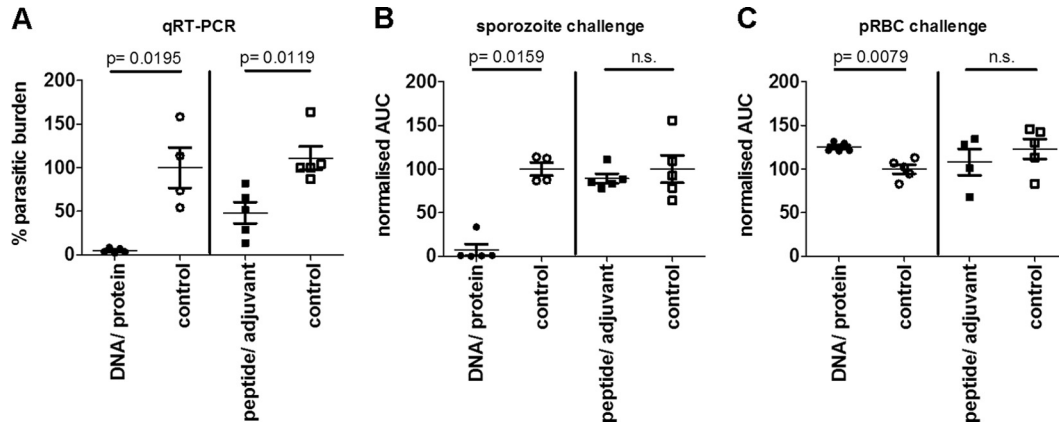 A
qRT-PCR
p= 0.0195
p= 0.0119
% parasitic burden
200
150
100
50
0
DNA/ protein
control
peptide/ adjuvant
control
B
sporozoite challenge
p= 0.0159
n.s.
normalised AUC
200
150
100
50
0
DNA/ protein
control
peptide/ adjuvant
control
C
pRBC challenge
p= 0.0079
n.s.
normalised AUC
200
150
100
50
0
DNA/ protein
control
peptide/ adjuvant
control